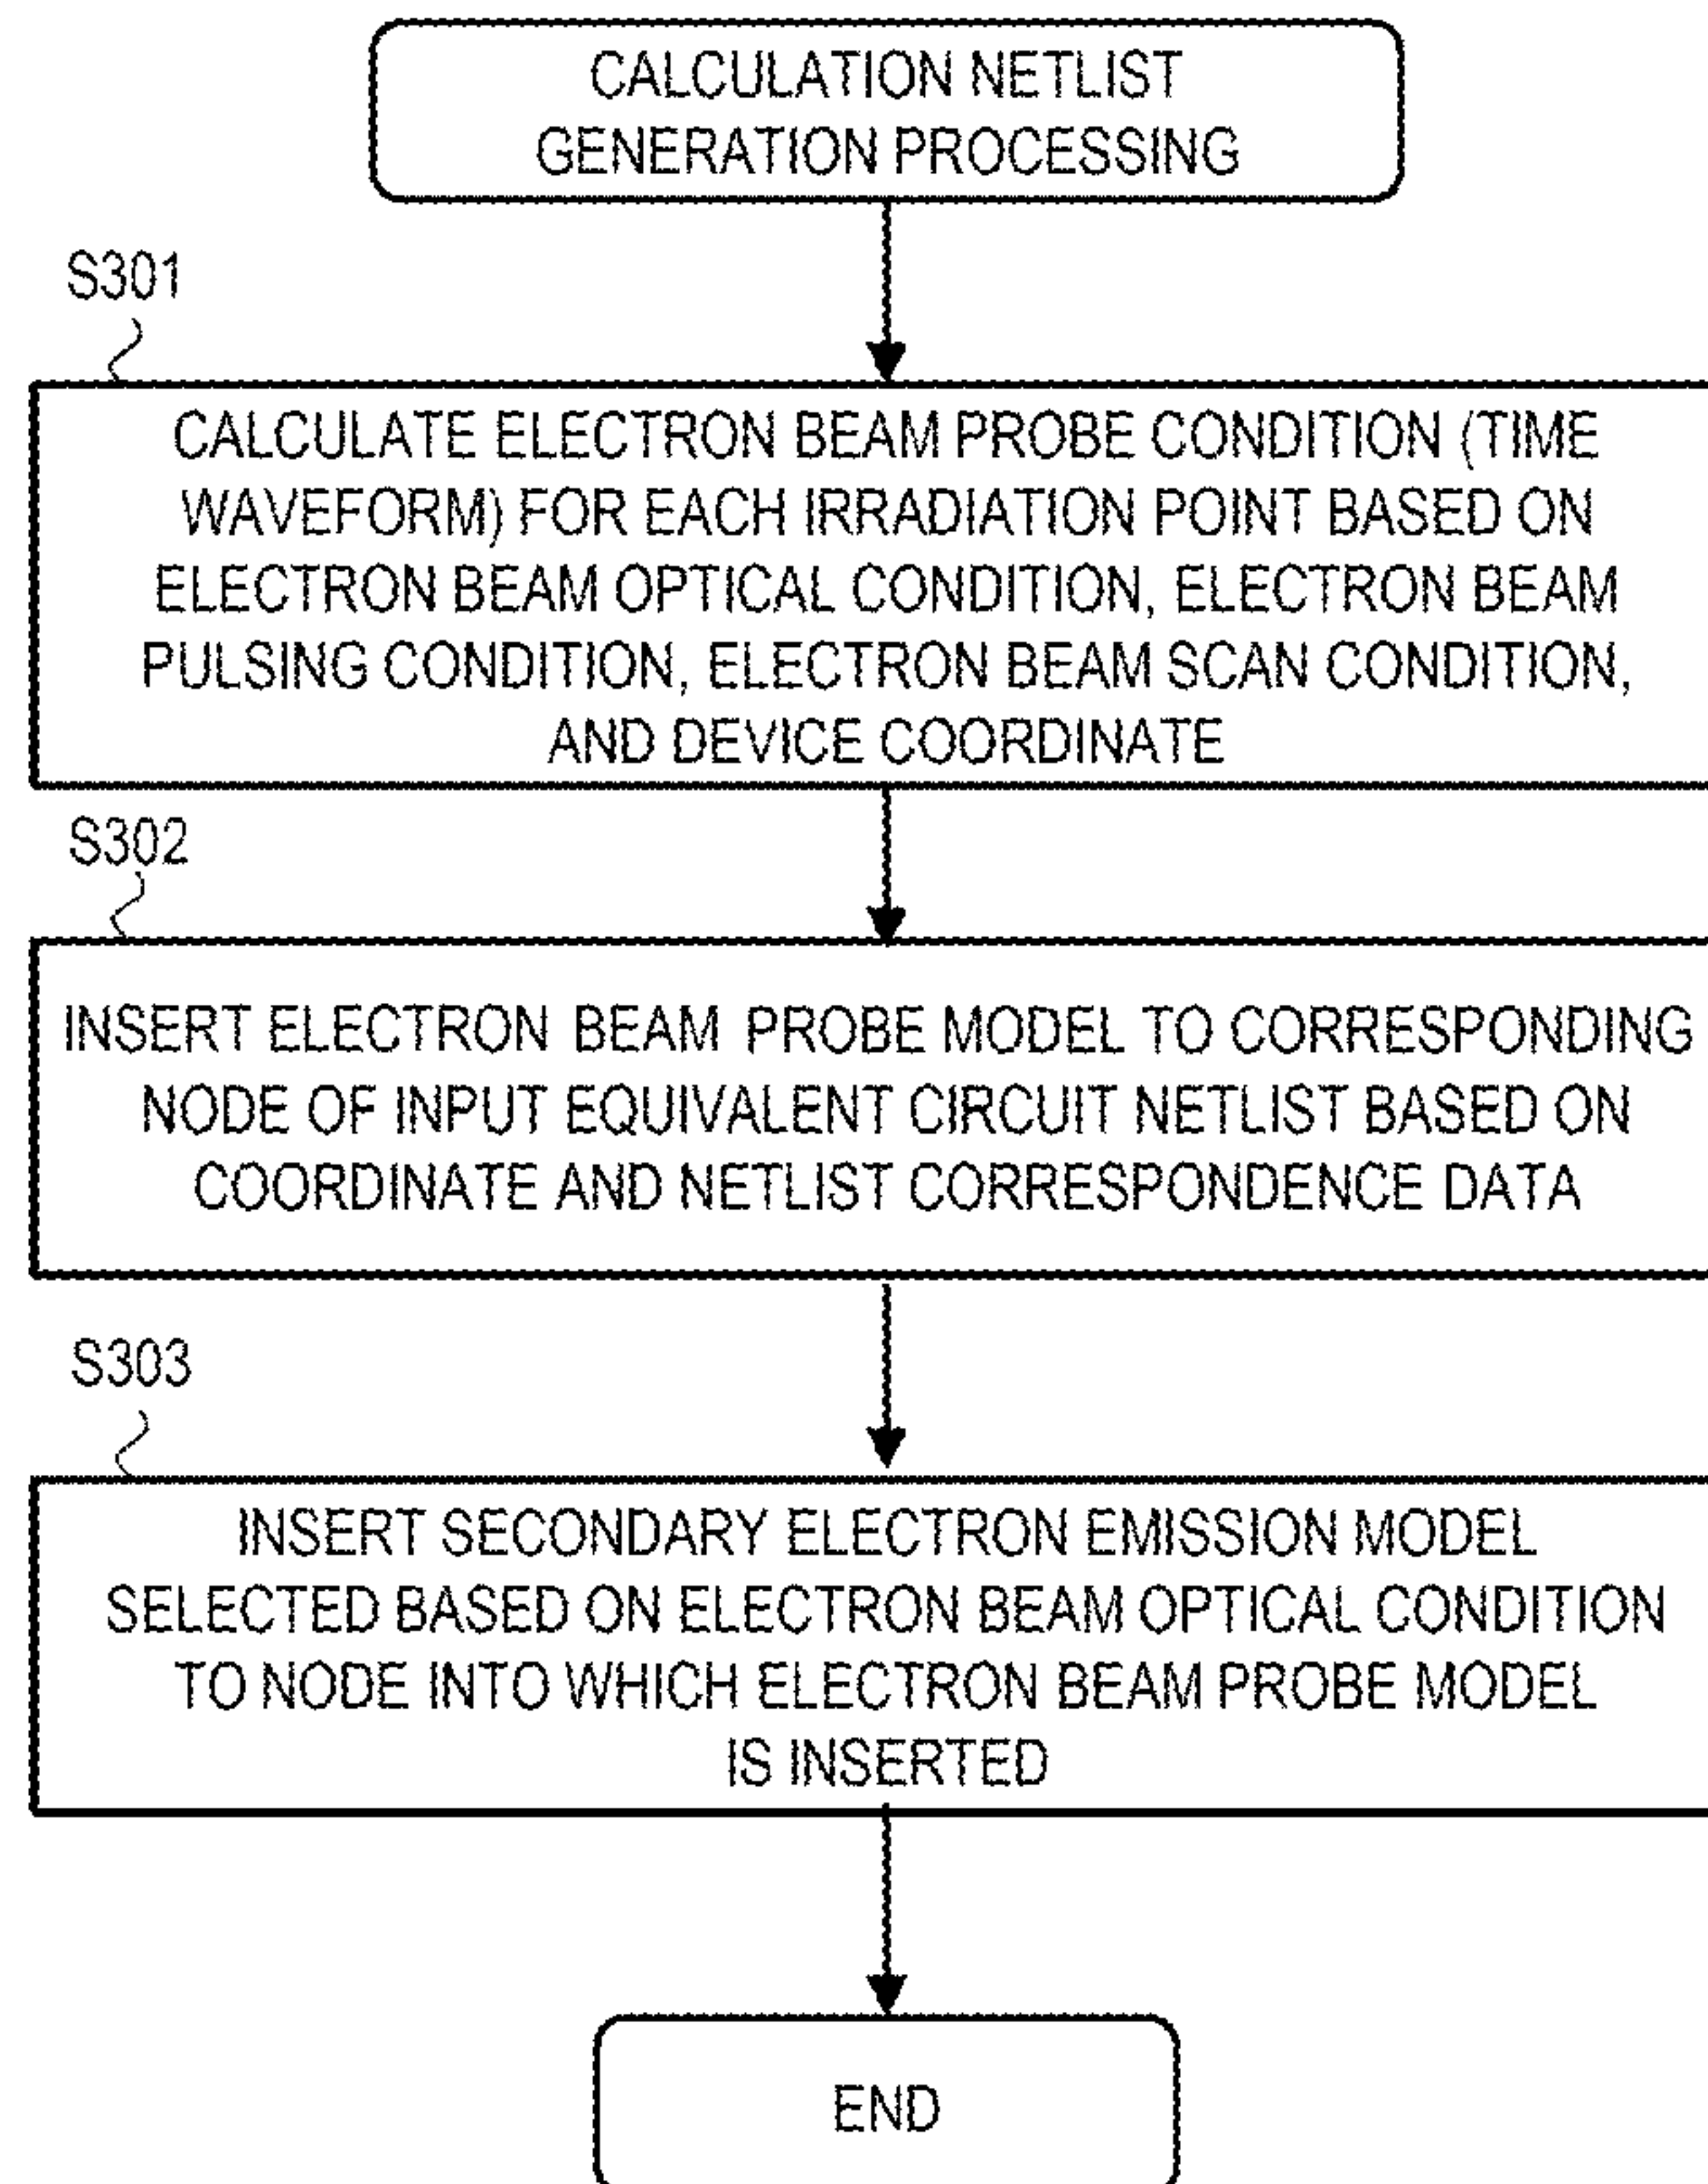 CALCULATION NETLIST
GENERATION PROCESSING
S301
CALCULATE ELECTRON BEAM PROBE CONDITION (TIME
WAVEFORM) FOR EACH IRRADIATION POINT BASED ON
ELECTRON BEAM OPTICAL CONDITION, ELECTRON BEAM
PULSING CONDITION, ELECTRON BEAM SCAN CONDITION,
AND DEVICE COORDINATE
S302
INSERT ELECTRON BEAM PROBE MODEL TO CORRESPONDING
NODE OF INPUT EQUIVALENT CIRCUIT NETLIST BASED ON
COORDINATE AND NETLIST CORRESPONDENCE DATA
S303
INSERT SECONDARY ELECTRON EMISSION MODEL
SELECTED BASED ON ELECTRON BEAM OPTICAL CONDITION
TO NODE INTO WHICH ELECTRON BEAM PROBE MODEL
IS INSERTED
END